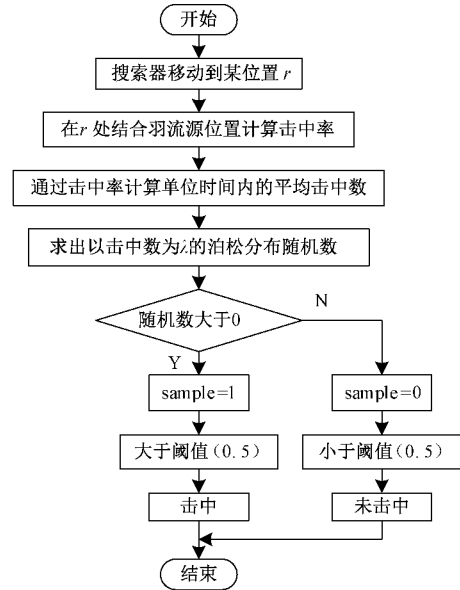 开始
搜索器移动到某位置 r
在r 处结合羽流源位置计算击中率
通过击中率计算单位时间内的平均击中数
求出以击中数为λ的泊松分布随机数
随机数大于0
N
Y
sample=1
sample=0
大于阈值(0.5)
小于阈值(0.5)
击中
未击中
结束